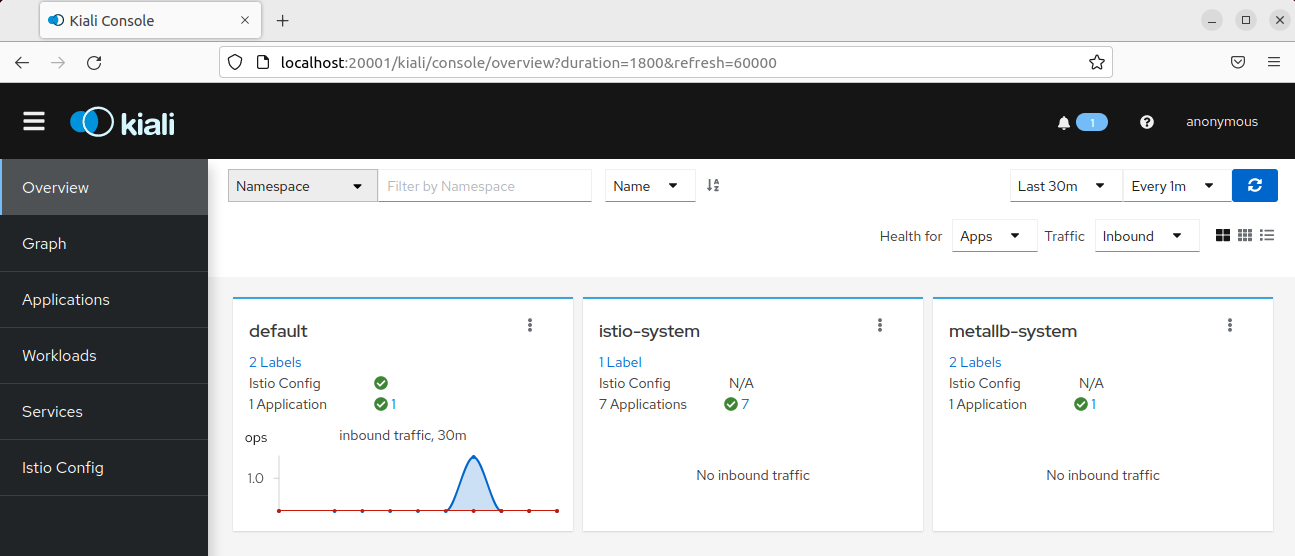 Kiali Console
localhost:20001/kiali/console/overview?duration=1800&refresh=60000
kiali
1
anonymous
Overview
Graph
Applications
Workloads
Services
Istio Config
Namespace Filter by Namespace Name Last 30m Every 1m
Health for Apps Traffic Inbound
default
2 Labels
Istio Config
1 Application 1
ops inbound traffic, 30m
1.0
istio-system
1 Label
Istio Config N/A
7 Applications 7
No inbound traffic
metallb-system
2 Labels
Istio Config N/A
1 Application 1
No inbound traffic